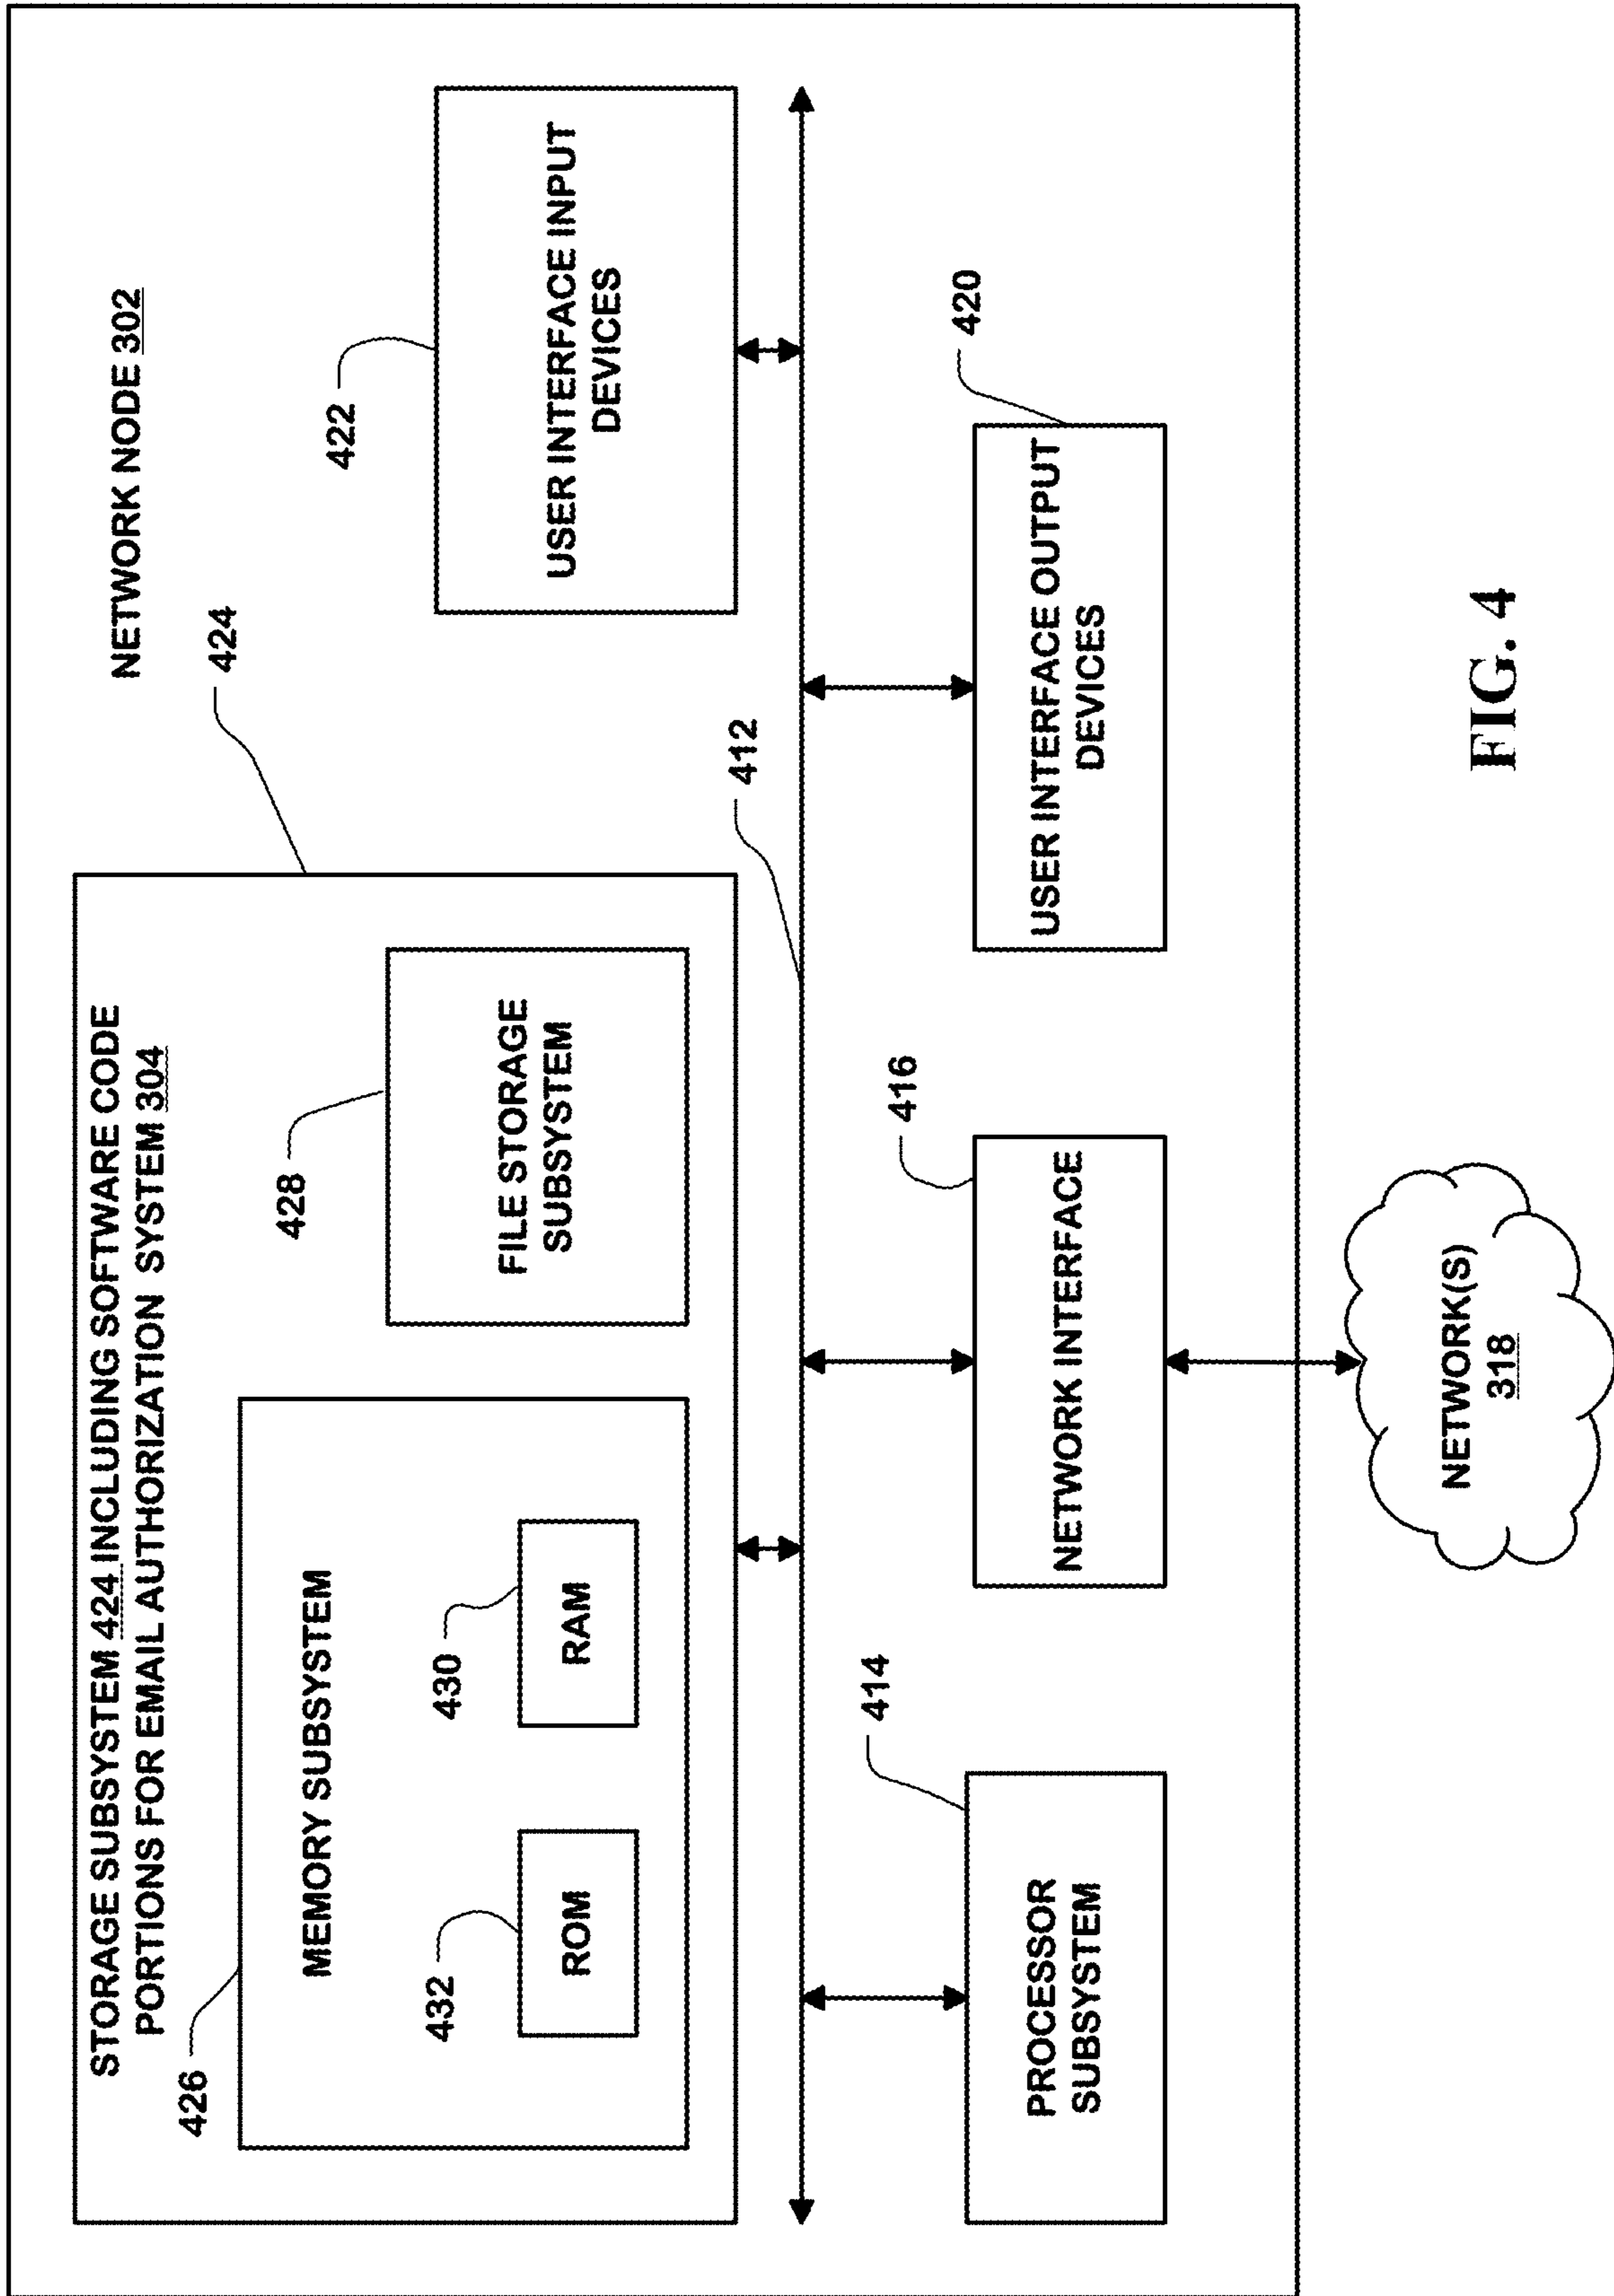 NETWORK NODE 302
424
STORAGE SUBSYSTEM 424 INCLUDING SOFTWARE CODE
PORTIONS FOR EMAIL AUTHORIZATION SYSTEM 304
426
MEMORY SUBSYSTEM
432
ROM
430
RAM
428
FILE STORAGE
SUBSYSTEM
422
USER INTERFACE INPUT
DEVICES
412
414
PROCESSOR
SUBSYSTEM
416
NETWORK INTERFACE
420
USER INTERFACE OUTPUT
DEVICES
NETWORK(S)
318
FIG. 4